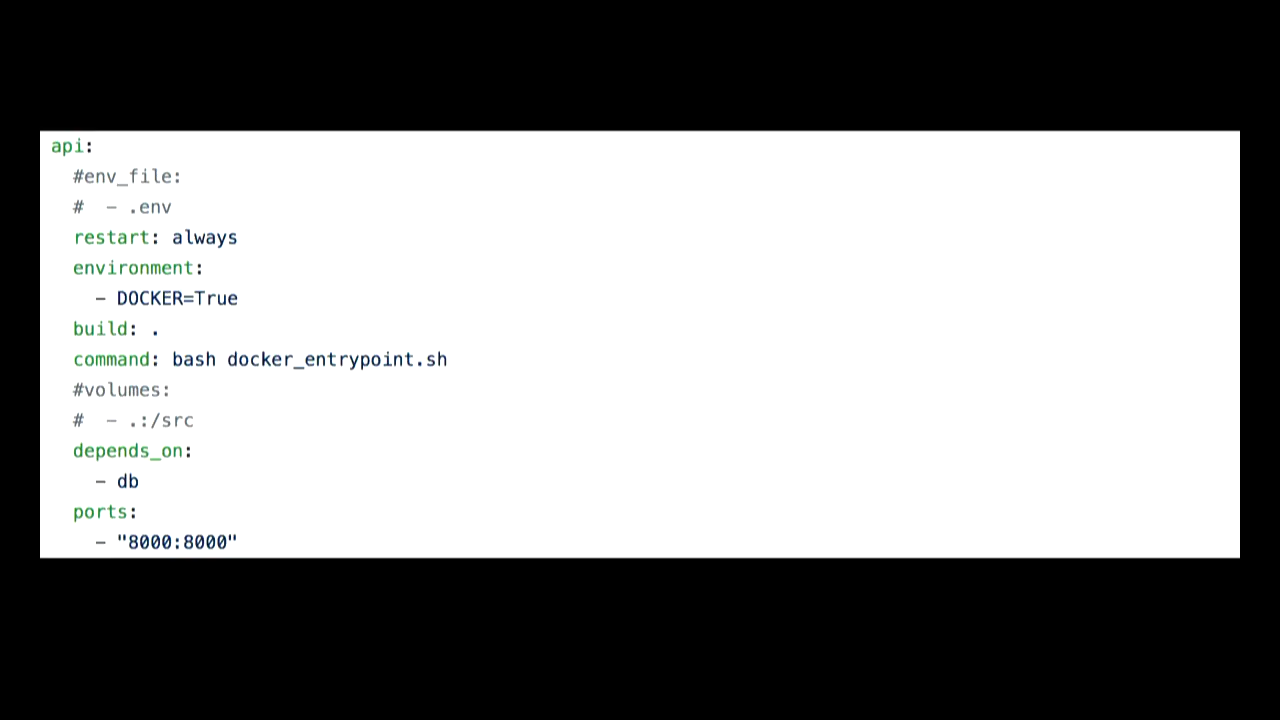 api:
  #env_file:
  #  - .env
  restart: always
  environment:
    - DOCKER=True
  build: .
  command: bash docker_entrypoint.sh
  #volumes:
  #  - .:/src
  depends_on:
    - db
  ports:
    - "8000:8000"